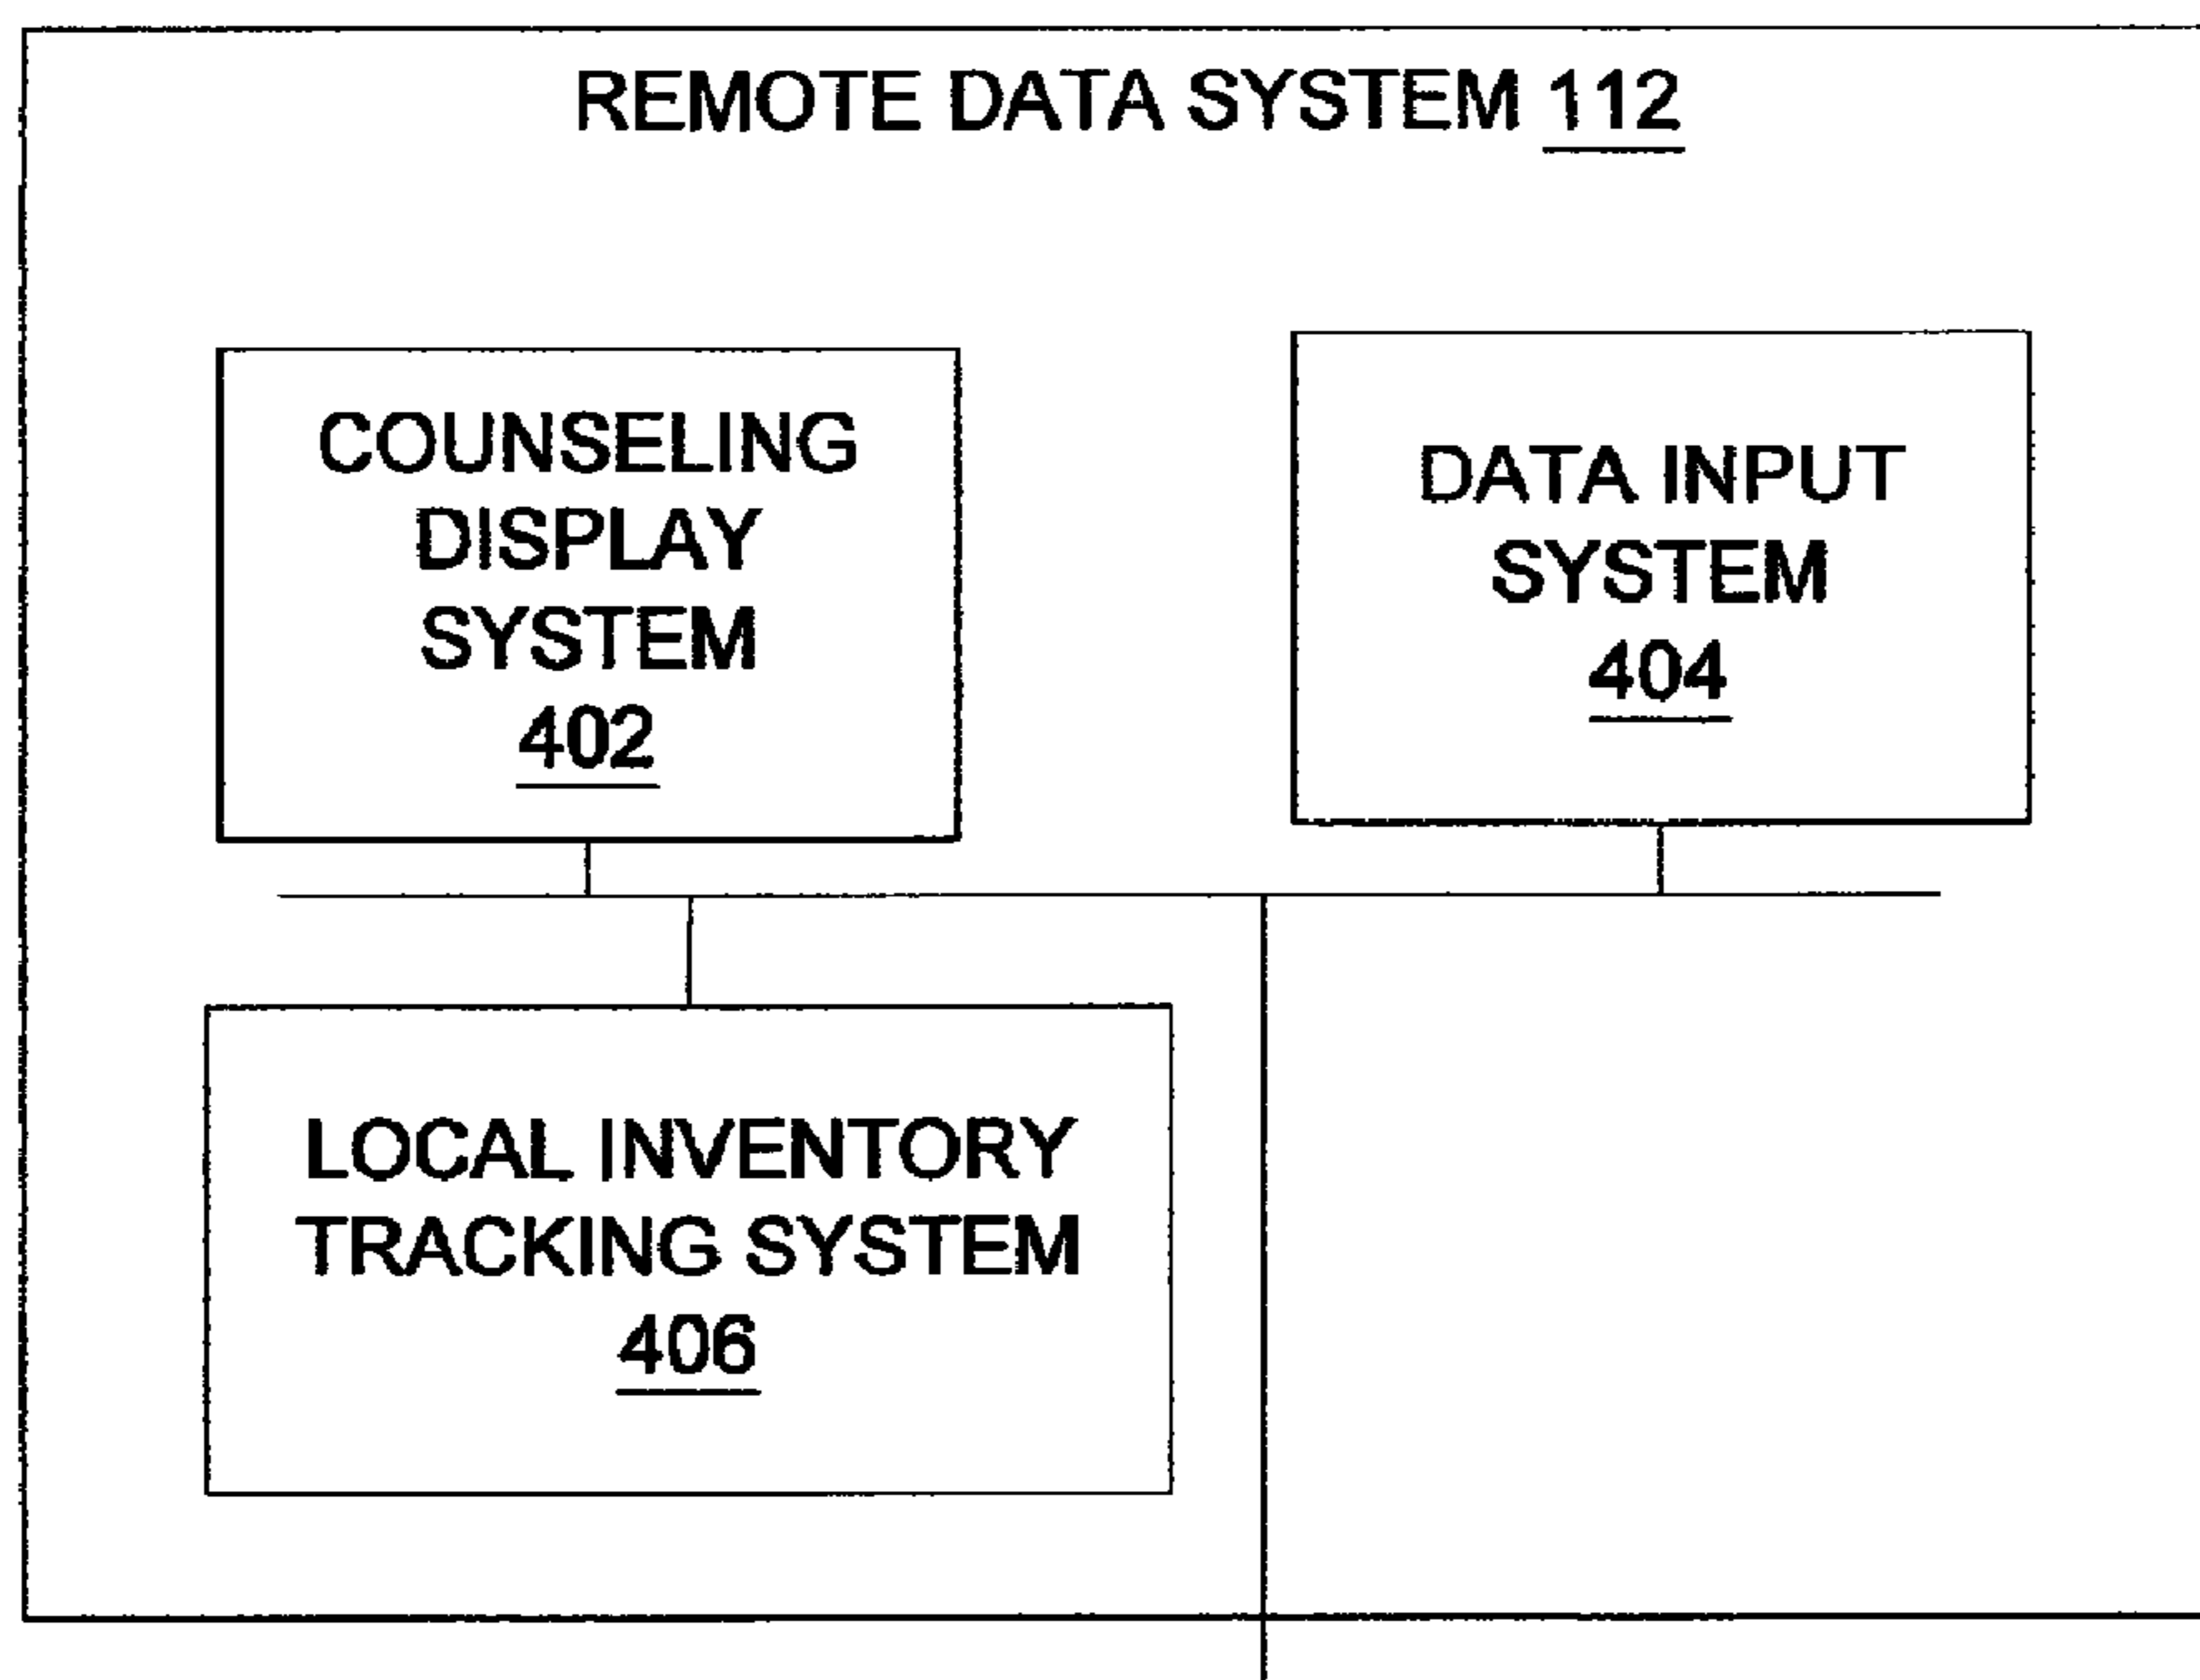 REMOTE DATA SYSTEM 112
COUNSELING
DISPLAY
SYSTEM
402
DATA INPUT
SYSTEM
404
LOCAL INVENTORY
TRACKING SYSTEM
406